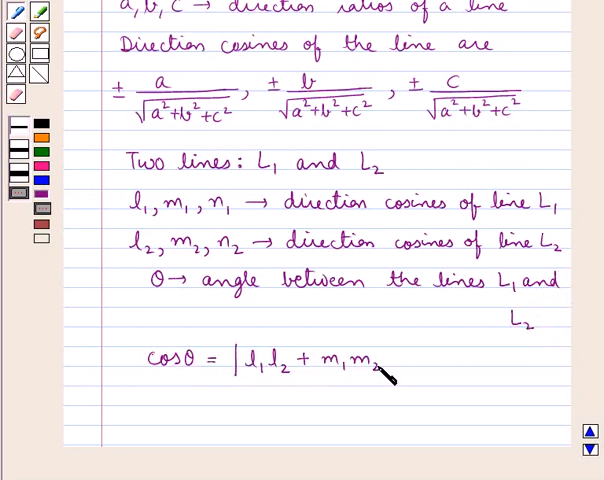 a, b, c → direction ratios of a line
Direction cosines of the line are
± a/√(a²+b²+c²), ± b/√(a²+b²+c²), ± c/√(a²+b²+c²)
Two lines: L₁ and L₂
l₁, m₁, n₁ → direction cosines of line L₁
l₂, m₂, n₂ → direction cosines of line L₂
θ → angle between the lines L₁ and
L₂
cosθ = | l₁l₂ + m₁m₂